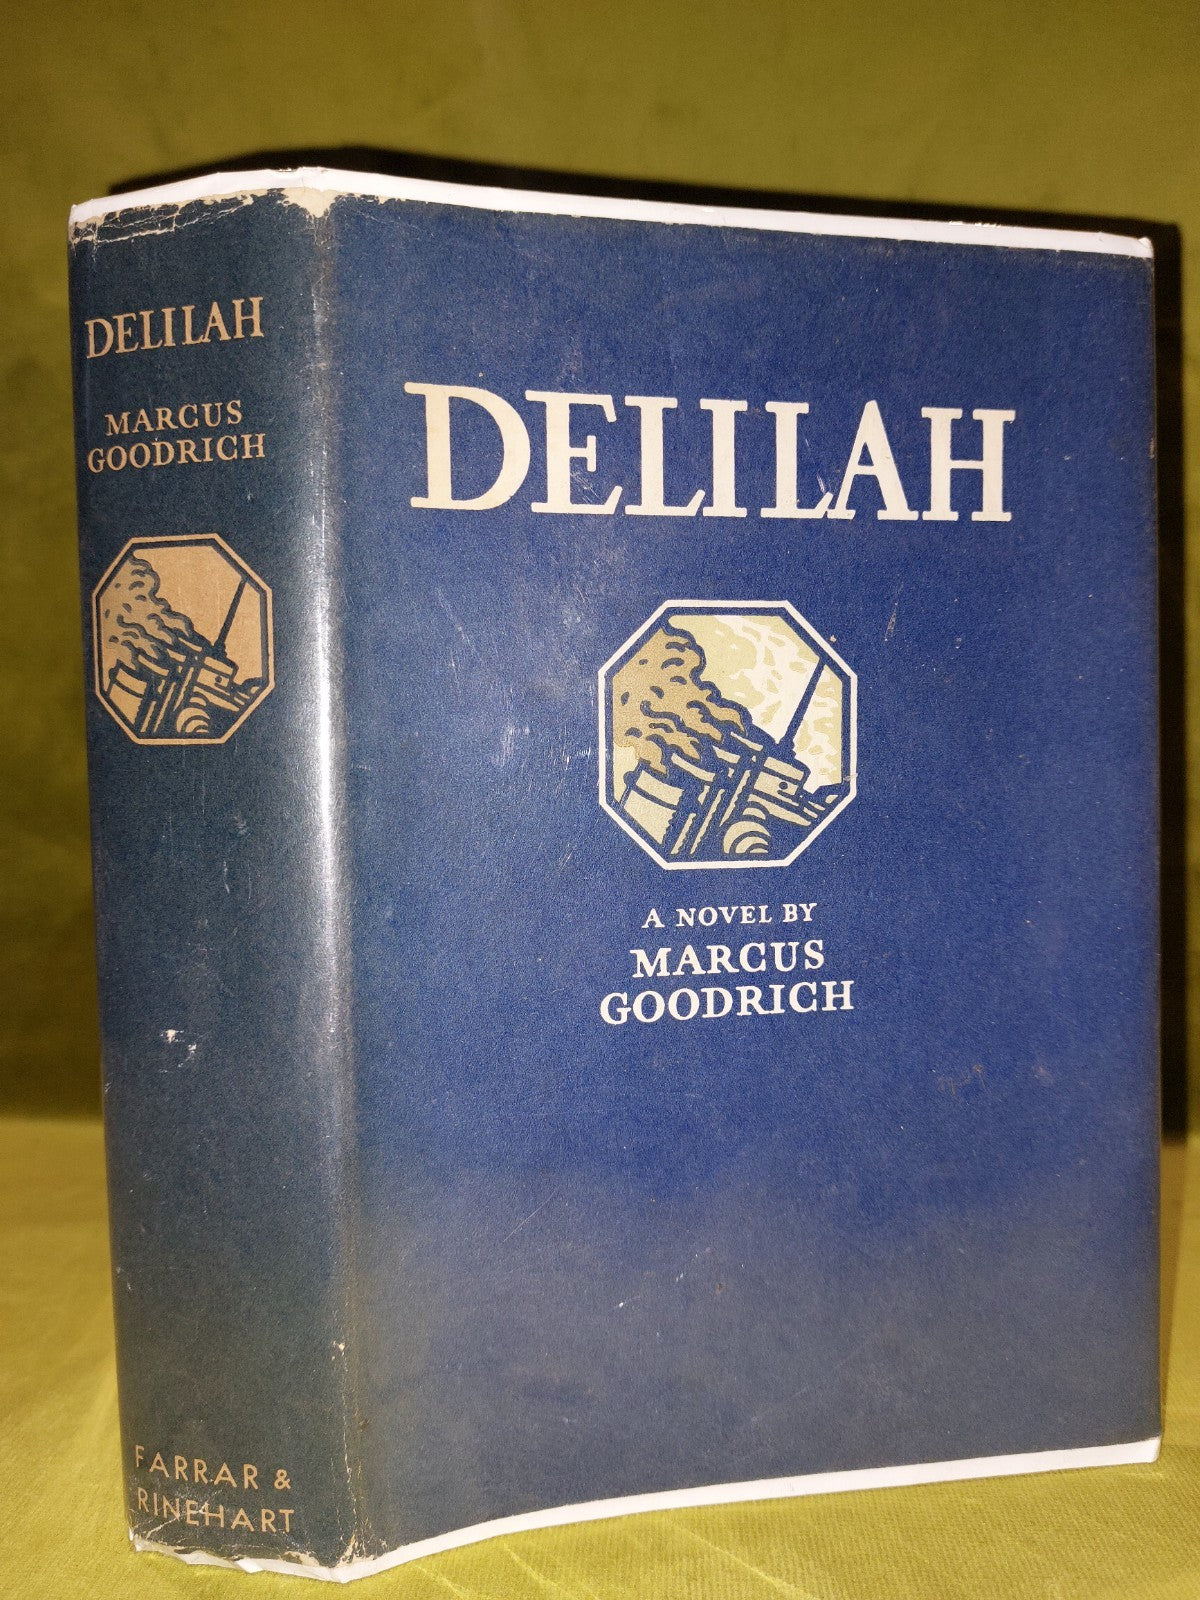 DELILAH
MARCUS
GOODRICH
FARRAR &
RINEHART
DELILAH
A NOVEL BY
MARCUS
GOODRICH